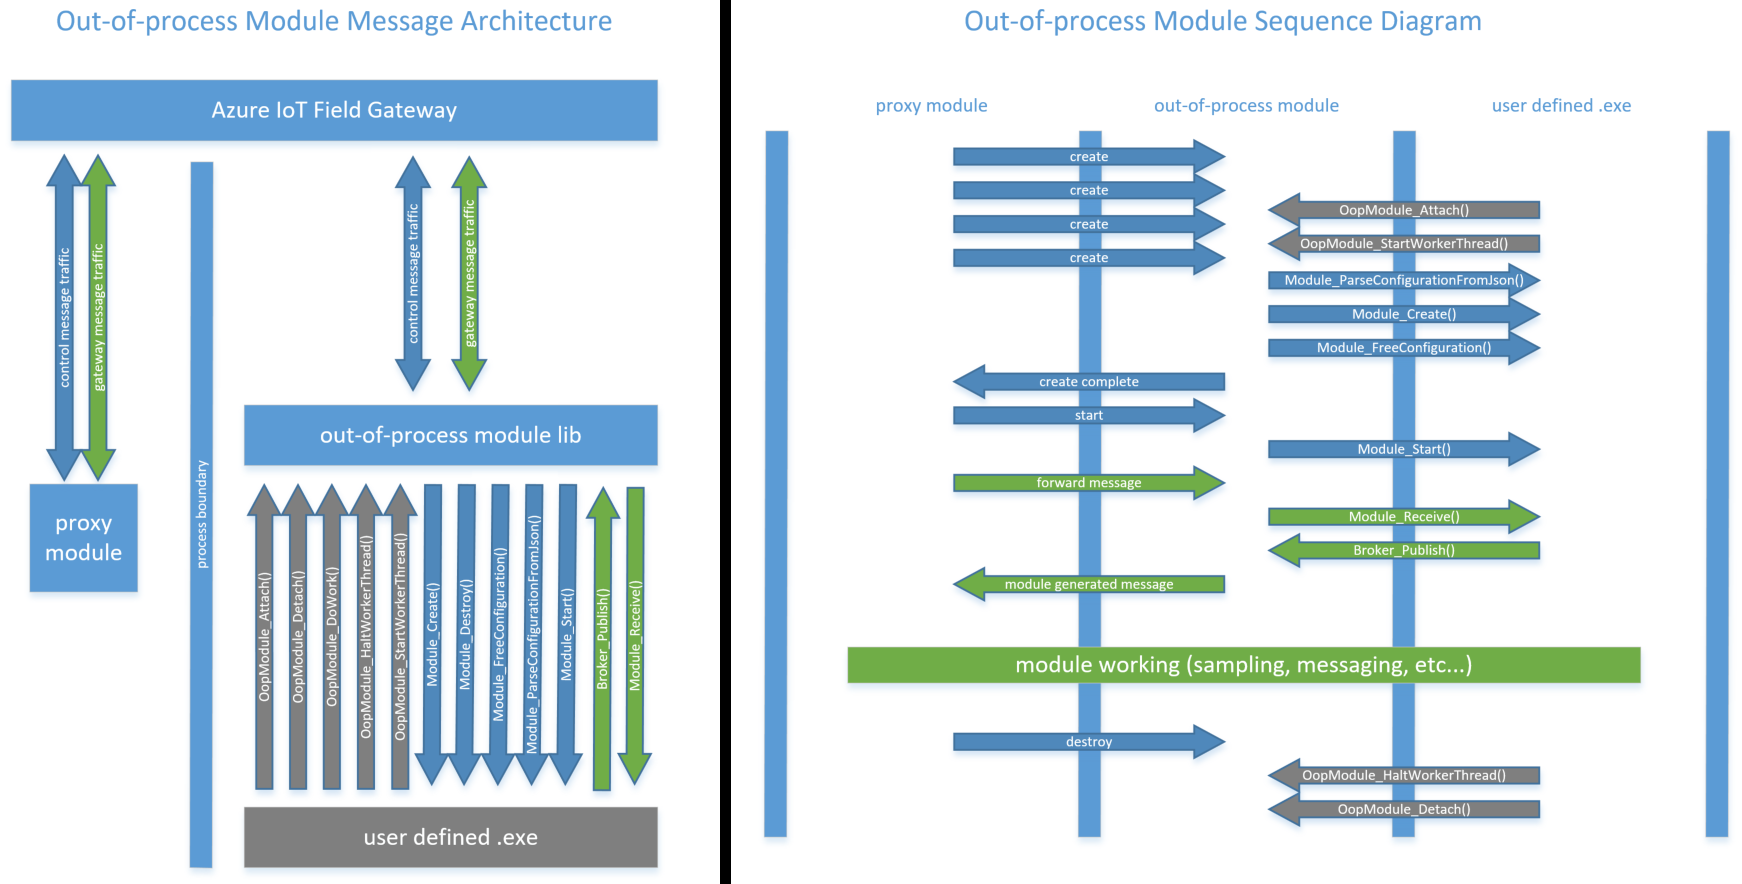 Out-of-process Module Message Architecture
Azure IoT Field Gateway
control message traffic
gateway message traffic
control message traffic
gateway message traffic
process boundary
proxy
module
out-of-process module lib
OopModule_Attach()
OopModule_Detach()
OopModule_DoWork()
OopModule_HaltWorkerThread()
OopModule_StartWorkerThread()
Module_Create()
Module_Destroy()
Module_FreeConfiguration()
Module_ParseConfigurationFromJson()
Module_Start()
Broker_Publish()
Module_Receive()
user defined .exe
Out-of-process Module Sequence Diagram
proxy module
out-of-process module
user defined .exe
create
create
OopModule_Attach()
create
OopModule_StartWorkerThread()
create
Module_ParseConfigurationFromJson()
Module_Create()
Module_FreeConfiguration()
create complete
start
Module_Start()
forward message
Module_Receive()
Broker_Publish()
module generated message
module working (sampling, messaging, etc...)
destroy
OopModule_HaltWorkerThread()
OopModule_Detach()